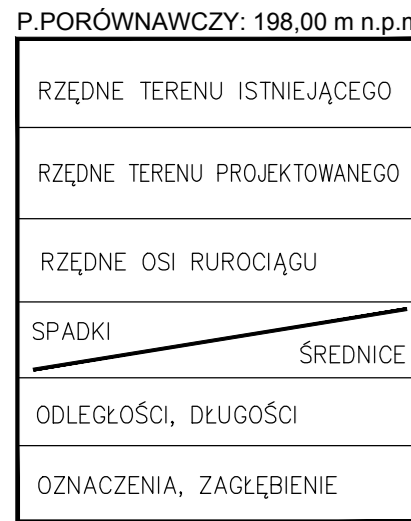 P.PORÓWNAWCZY: 198,00 m n.p.m
RZĘDNE TERENU ISTNIEJĄCEGO
RZĘDNE TERENU PROJEKTOWANEGO
RZĘDNE OSI RUROCIĄGU
SPADKI
ŚREDNICE
ODLEGŁOŚCI, DŁUGOŚCI
OZNACZENIA, ZAGŁĘBIENIE